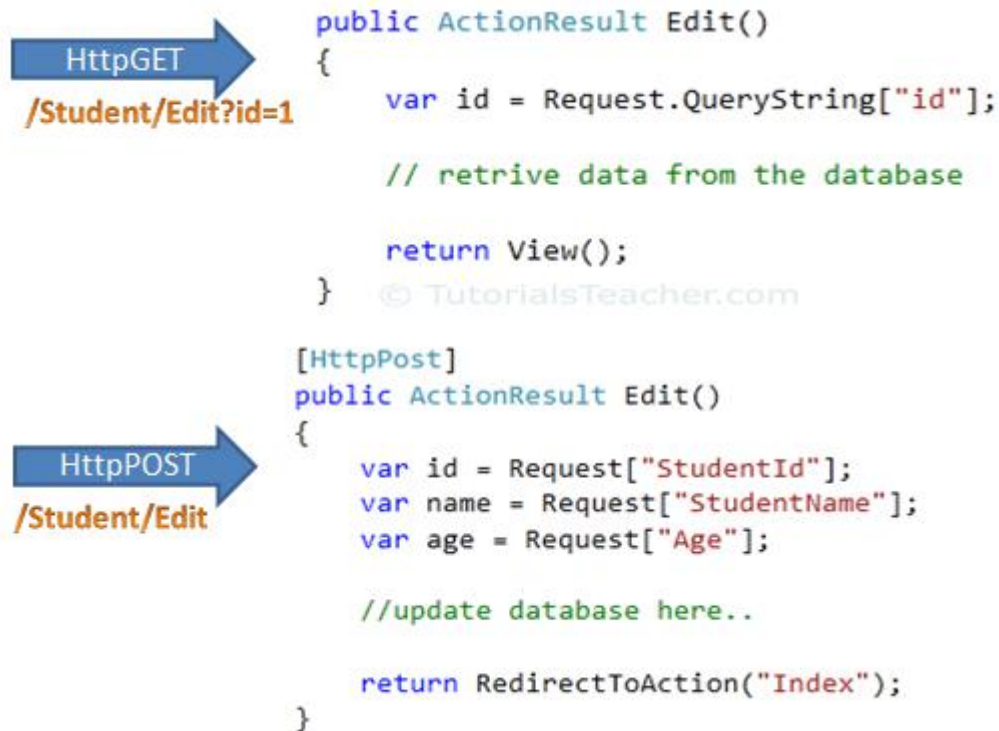 public ActionResult Edit()
HttpGET
{
/Student/Edit?id=1
var id = Request.QueryString["id"];
// retrive data from the database
return View();
}
© TutorialsTeacher.com
[HttpPost]
public ActionResult Edit()
{
HttpPOST
/Student/Edit
var id = Request["StudentId"];
var name = Request["StudentName"];
var age = Request["Age"];
//update database here..
return RedirectToAction("Index");
}